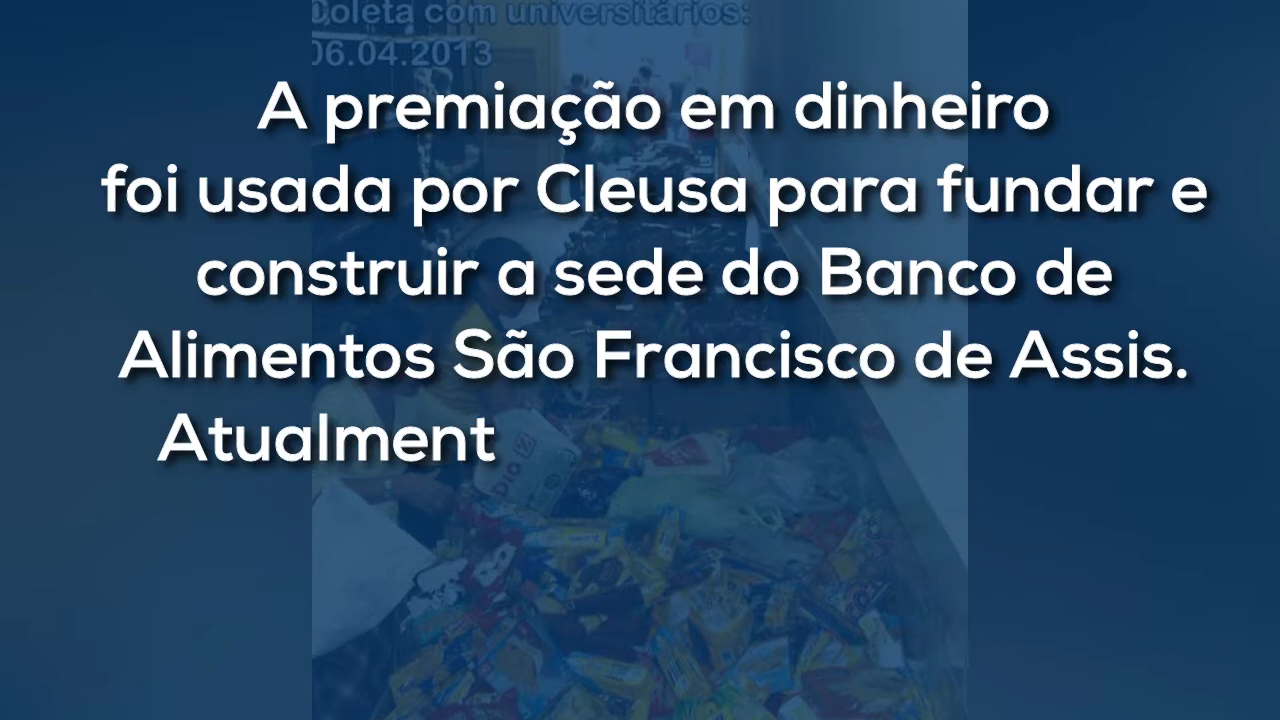 Coleta com universitários:
06.04.2013
A premiação em dinheiro
foi usada por Cleusa para fundar e
construir a sede do Banco de
Alimentos São Francisco de Assis.
Atualment